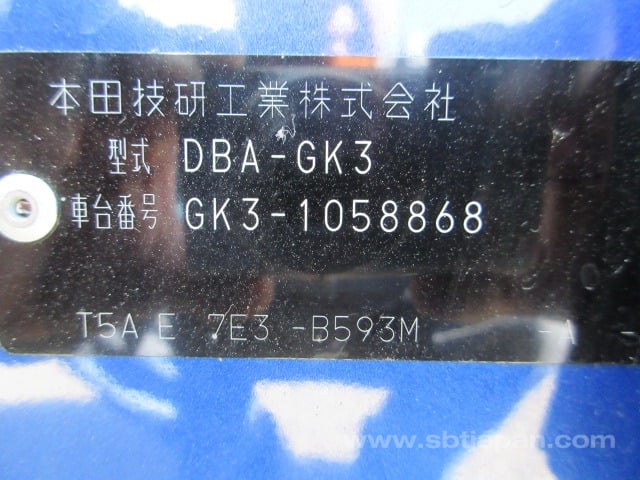 本田技研工業株式会社
型式 DBA-GK3
車台番号 GK3-1058868
T5A E 7E3 -B593M -A -
www.sbtjapan.com